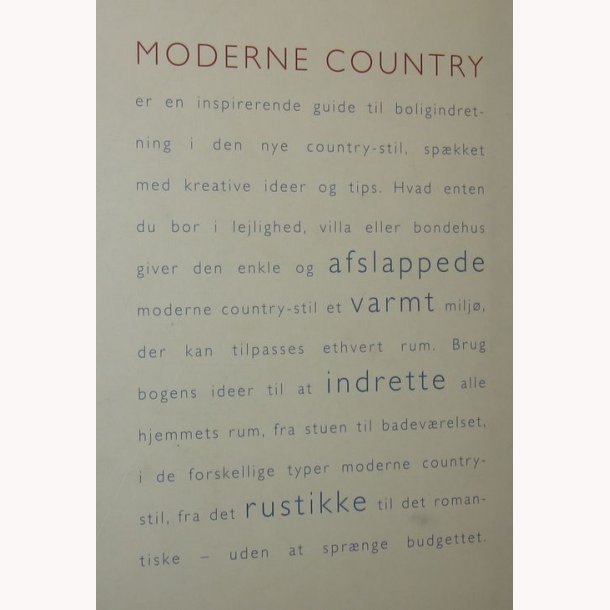 MODERNE COUNTRY
er en inspirerende guide til boligindret-
ning i den nye country-stil, spækket
med kreative ideer og tips. Hvad enten
du bor i lejlighed, villa eller bondehus
giver den enkle og afslappede
moderne country-stil et varmt miljø,
der kan tilpasses ethvert rum. Brug
bogens ideer til at indrette alle
hjemmets rum, fra stuen til badeværelset,
i de forskellige typer moderne country-
stil, fra det rustikke til det roman-
tiske – uden at sprænge budgettet.